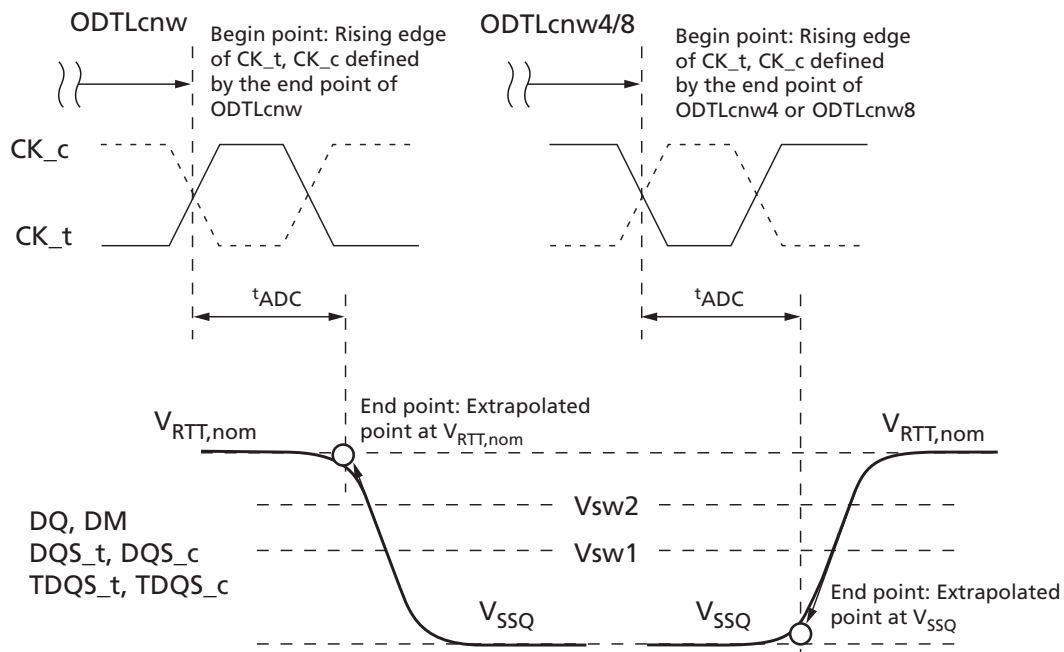 ODTLcnw
Begin point: Rising edge
of CK_t, CK_c defined
by the end point of
ODTLcnw
ODTLcnw4/8
Begin point: Rising edge
of CK_t, CK_c defined
by the end point of
ODTLcnw4 or ODTLcnw8
CK_c
CK_t
tADC
tADC
VRTT,nom
End point: Extrapolated
point at VRTT,nom
VRTT,nom
Vsw2
Vsw1
DQ, DM
DQS_t, DQS_c
TDQS_t, TDQS_c
VSSQ
VSSQ
End point: Extrapolated
point at VSSQ